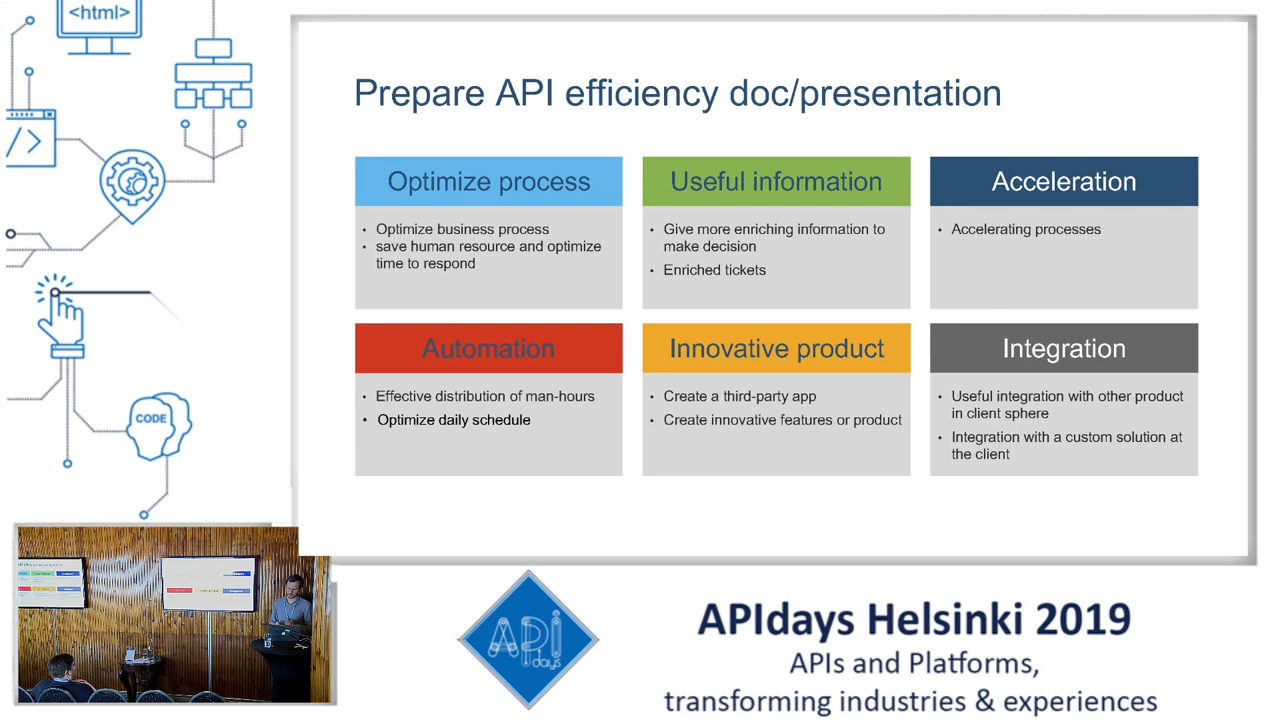 <html>
/>
CODE
Prepare API efficiency doc/presentation
Optimize process
• Optimize business process
• save human resource and optimize
time to respond
Useful information
• Give more enriching information to
make decision
• Enriched tickets
Acceleration
• Accelerating processes
Automation
• Effective distribution of man-hours
• Optimize daily schedule
Innovative product
• Create a third-party app
• Create innovative features or product
Integration
• Useful integration with other product
in client sphere
• Integration with a custom solution at
the client
API
days
APIdays Helsinki 2019
APIs and Platforms,
transforming industries & experiences